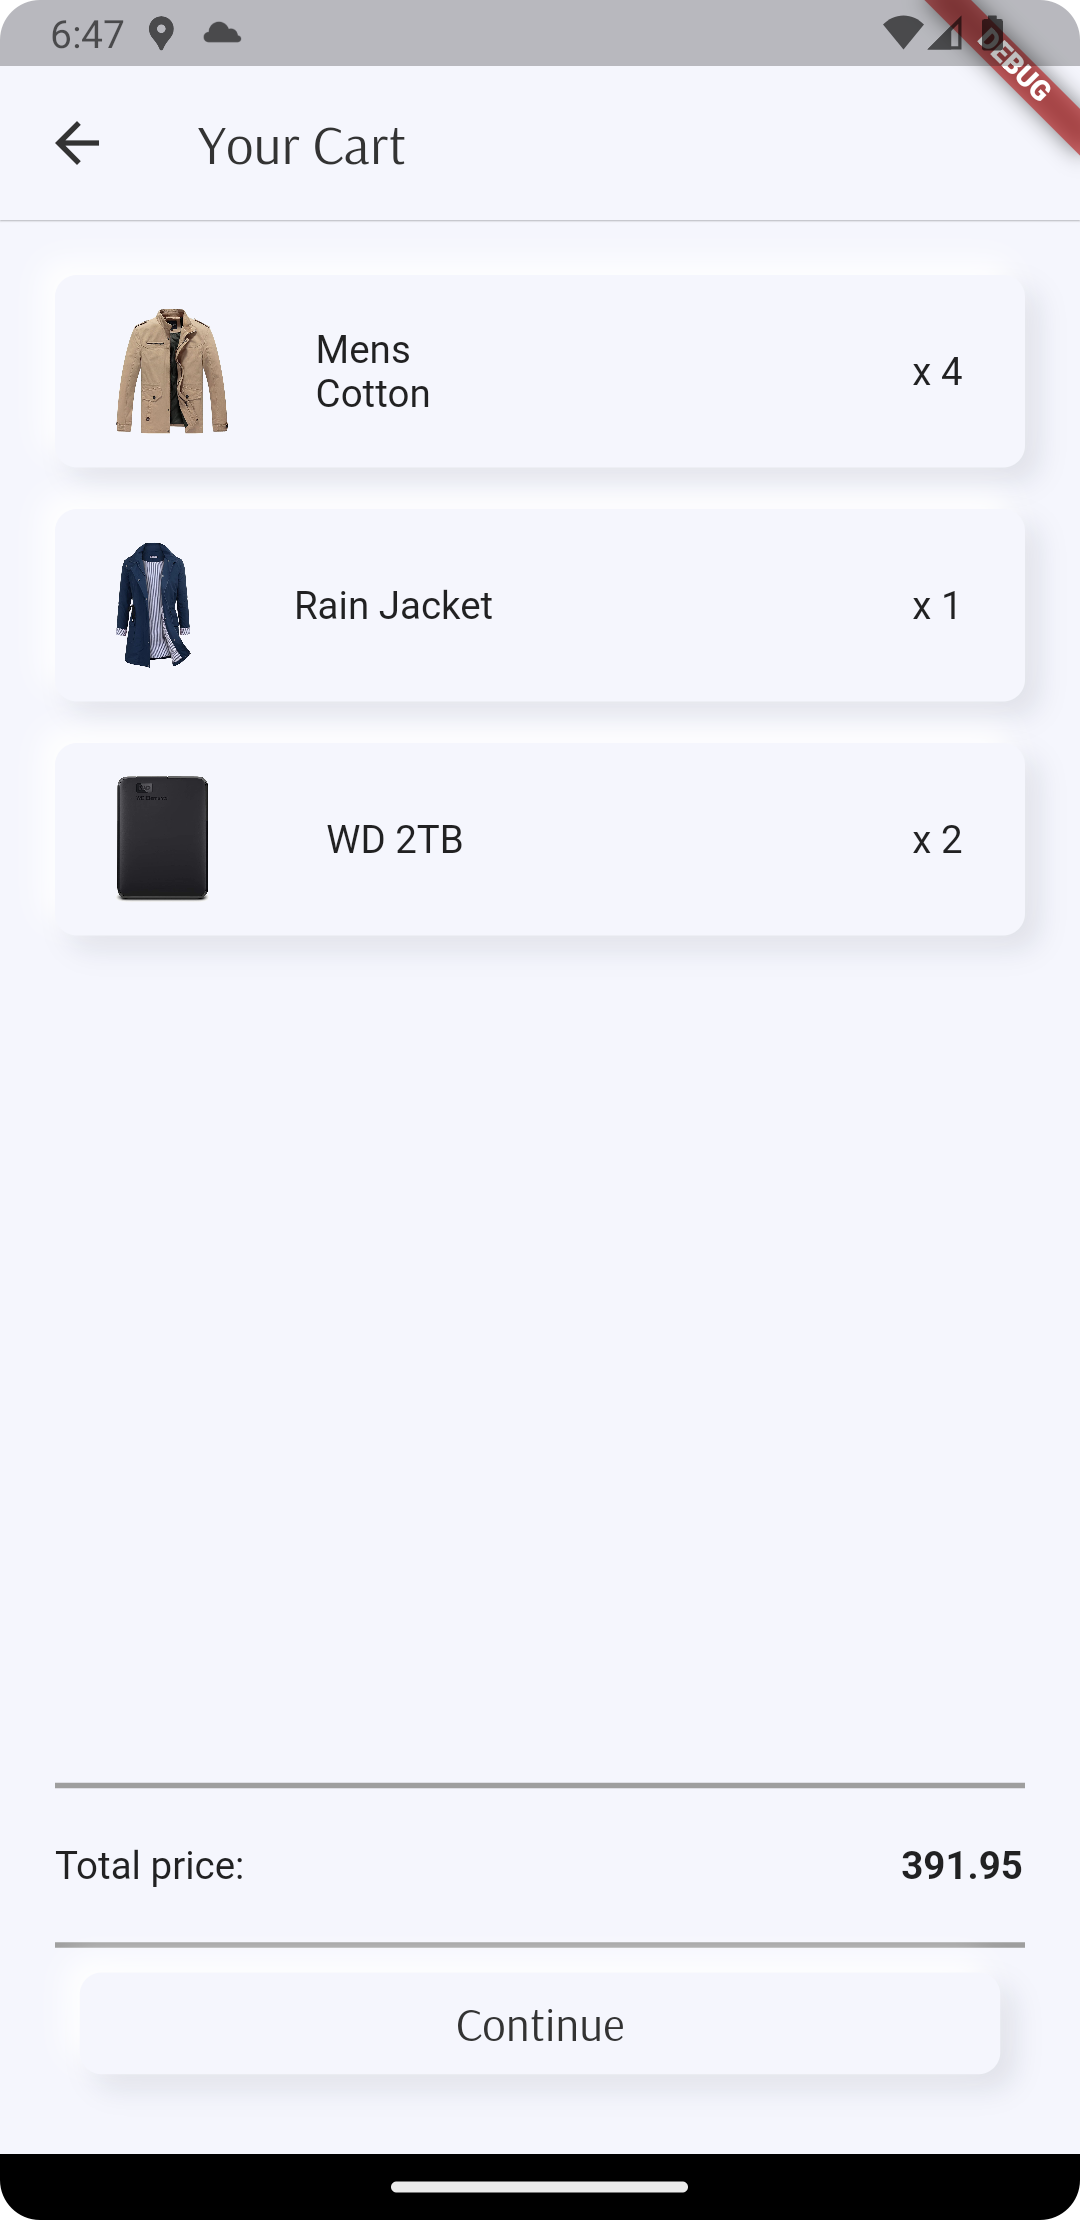 6:47
DEBUG
Your Cart
Mens
Cotton
x 4
Rain Jacket
x 1
WD 2TB
x 2
Total price:
391.95
Continue